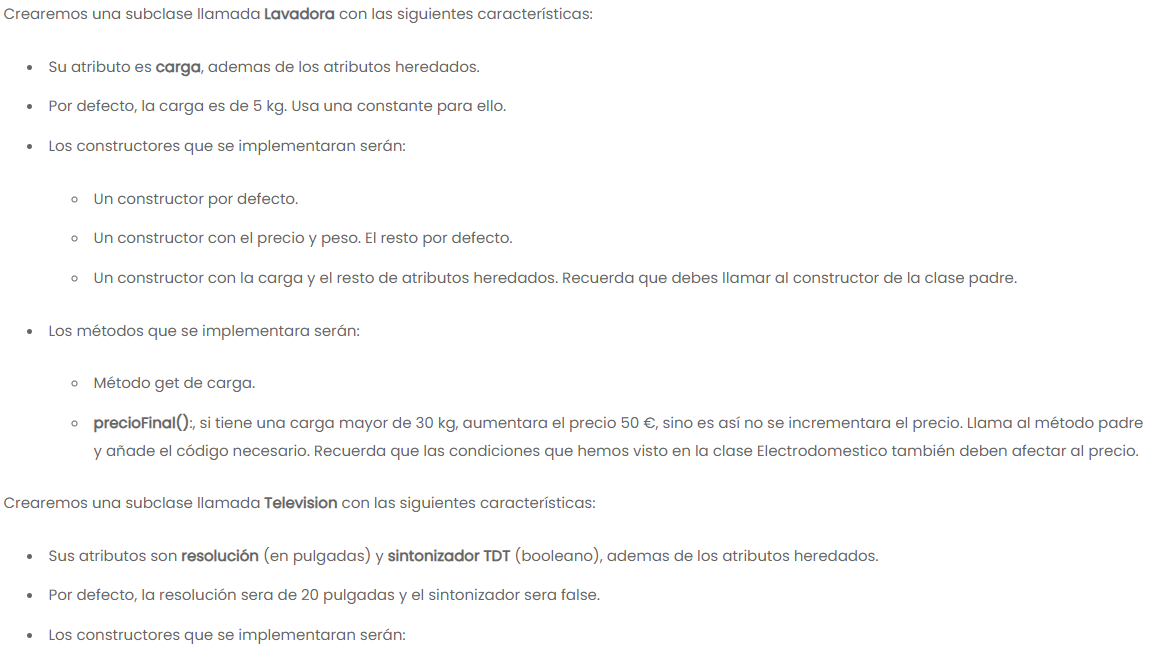 Crearemos una subclase llamada Lavadora con las siguientes características:
Su atributo es carga, ademas de los atributos heredados.
Por defecto, la carga es de 5 kg. Usa una constante para ello.
Los constructores que se implementaran serán:
Un constructor por defecto.
Un constructor con el precio y peso. El resto por defecto.
Un constructor con la carga y el resto de atributos heredados. Recuerda que debes llamar al constructor de la clase padre.
Los métodos que se implementara serán:
Método get de carga.
precioFinal():, si tiene una carga mayor de 30 kg, aumentara el precio 50 €, sino es así no se incrementara el precio. Llama al método padre
y añade el código necesario. Recuerda que las condiciones que hemos visto en la clase Electrodomestico también deben afectar al precio.
Crearemos una subclase llamada Television con las siguientes características:
Sus atributos son resolución (en pulgadas) y sintonizador TDT (booleano), ademas de los atributos heredados.
Por defecto, la resolución sera de 20 pulgadas y el sintonizador sera false.
Los constructores que se implementaran serán: